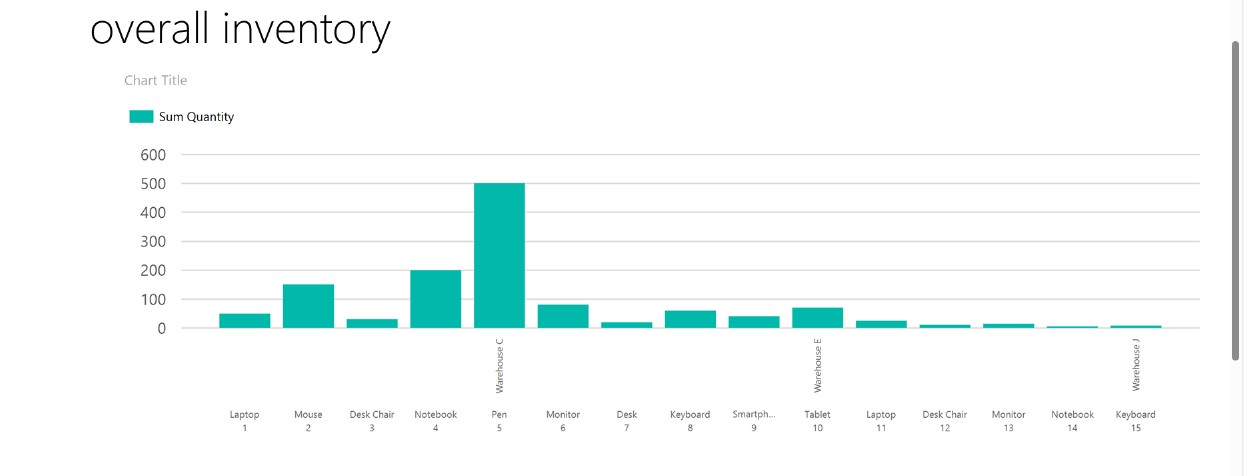 overall inventory
Chart Title
Sum Quantity
600
500
400
300
200
100
0
Warehouse C
Warehouse E
Warehouse J
Laptop Mouse Desk Chair Notebook Pen Monitor Desk Keyboard Smartph... Tablet Laptop Desk Chair Monitor Notebook Keyboard
1 2 3 4 5 6 7 8 9 10 11 12 13 14 15